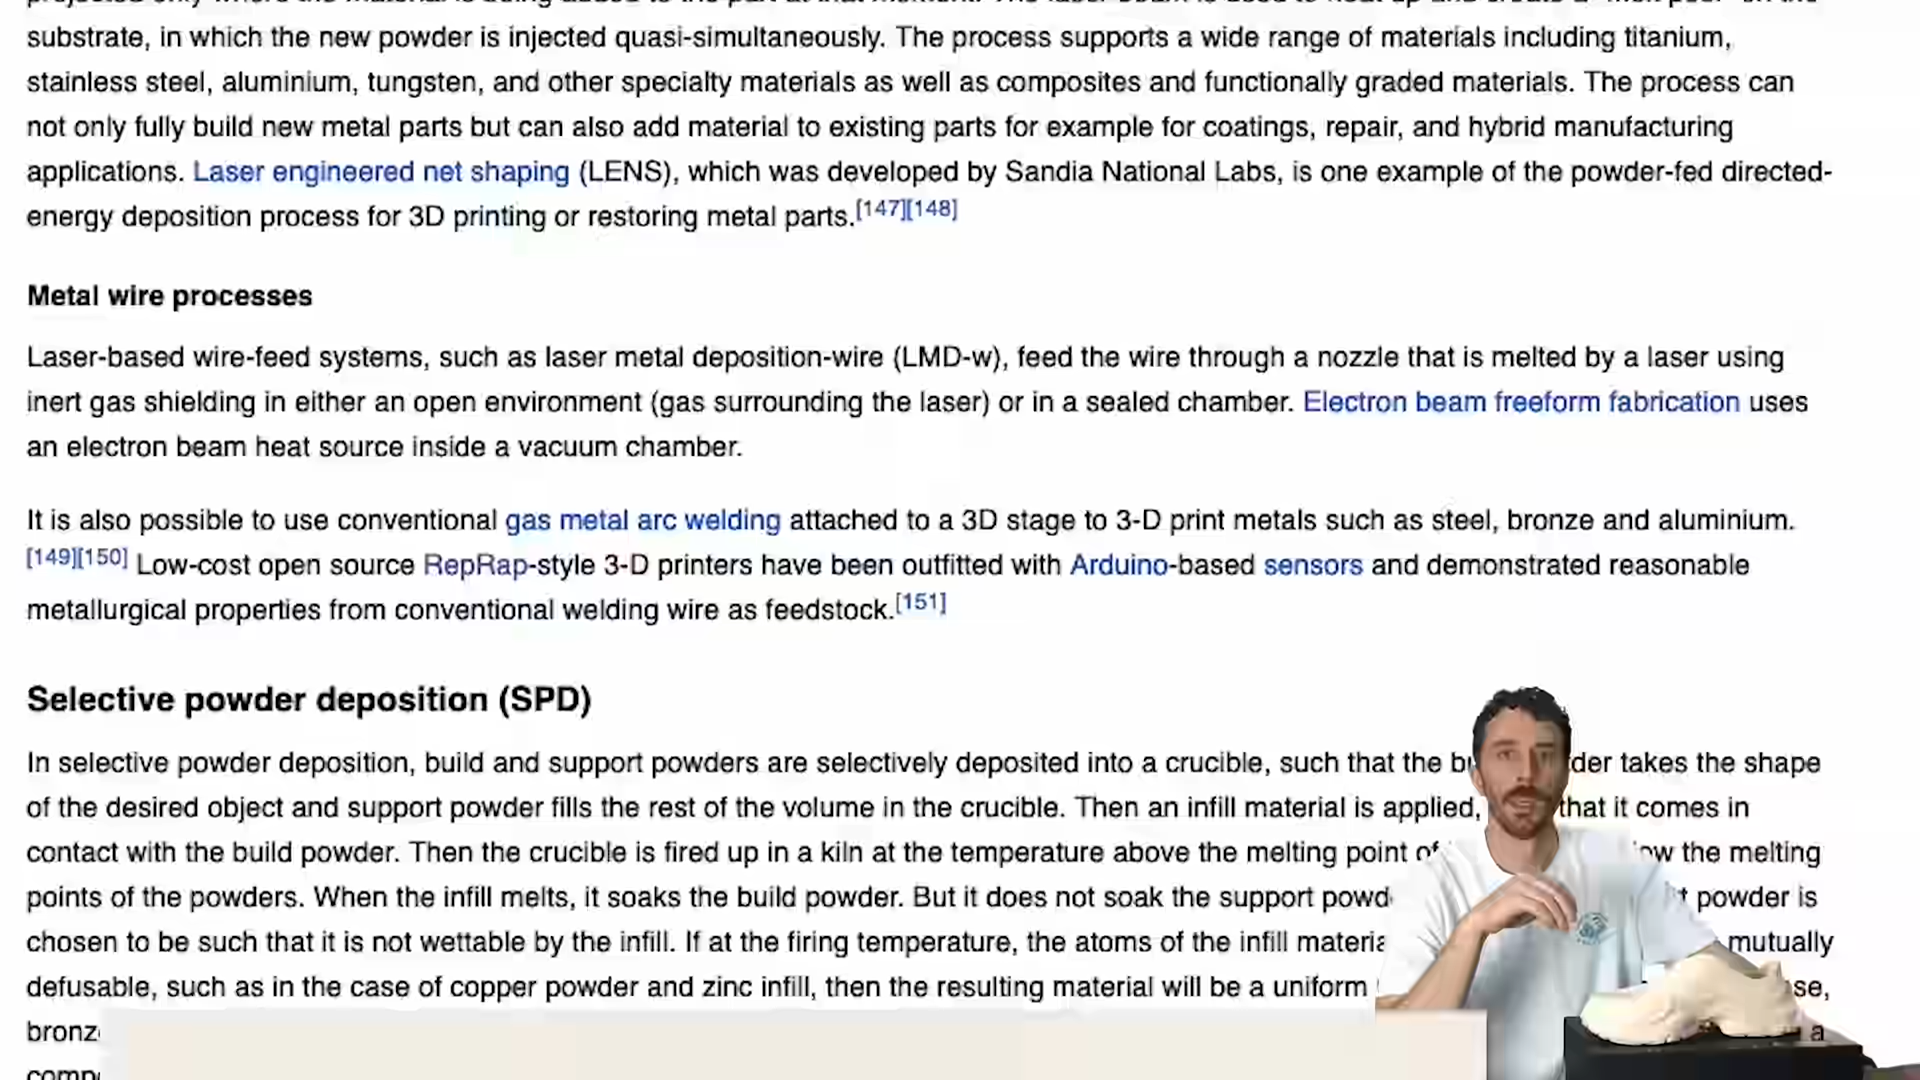 substrate, in which the new powder is injected quasi-simultaneously. The process supports a wide range of materials including titanium,
stainless steel, aluminium, tungsten, and other specialty materials as well as composites and functionally graded materials. The process can
not only fully build new metal parts but can also add material to existing parts for example for coatings, repair, and hybrid manufacturing
applications. Laser engineered net shaping (LENS), which was developed by Sandia National Labs, is one example of the powder-fed directed-
energy deposition process for 3D printing or restoring metal parts.[147][148]
Metal wire processes
Laser-based wire-feed systems, such as laser metal deposition-wire (LMD-w), feed the wire through a nozzle that is melted by a laser using
inert gas shielding in either an open environment (gas surrounding the laser) or in a sealed chamber. Electron beam freeform fabrication uses
an electron beam heat source inside a vacuum chamber.
It is also possible to use conventional gas metal arc welding attached to a 3D stage to 3-D print metals such as steel, bronze and aluminium.
[149][150] Low-cost open source RepRap-style 3-D printers have been outfitted with Arduino-based sensors and demonstrated reasonable
metallurgical properties from conventional welding wire as feedstock.[151]
Selective powder deposition (SPD)
In selective powder deposition, build and support powders are selectively deposited into a crucible, such that the takes the shape
of the desired object and support powder fills the rest of the volume in the crucible. Then an infill material is applied, that it comes in
contact with the build powder. Then the crucible is fired up in a kiln at the temperature above the melting point the melting
points of the powders. When the infill melts, it soaks the build powder. But it does not soak the support powder is
chosen to be such that it is not wettable by the infill. If at the firing temperature, the atoms of the infill mutually
defusable, such as in the case of copper powder and zinc infill, then the resulting material will be a uniform
a